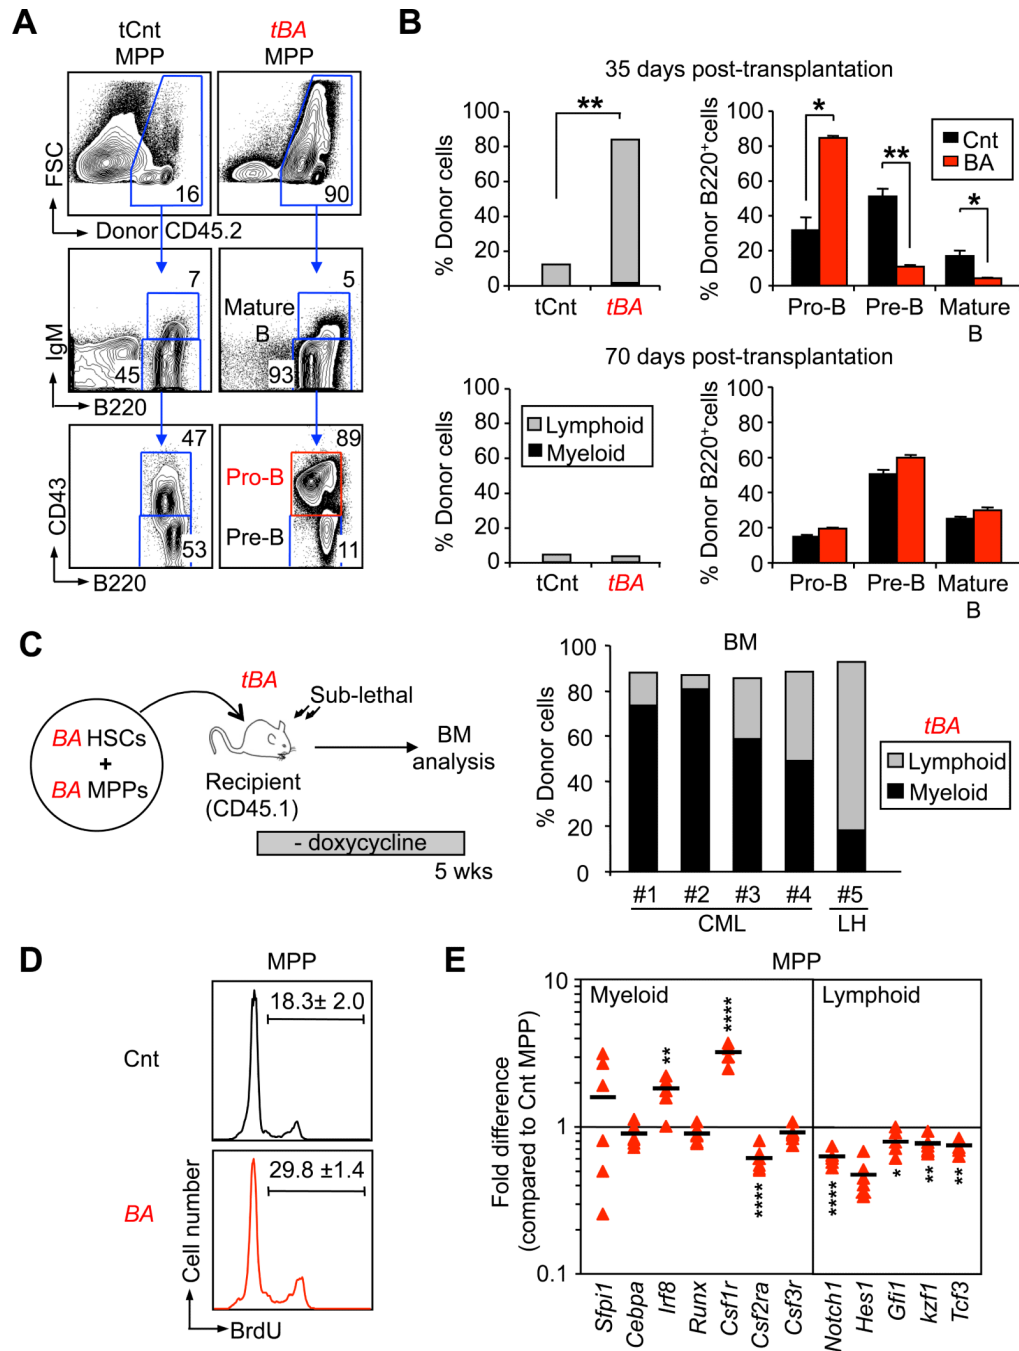 A
tCnt
MPP
tBA
MPP
FSC
16
90
Donor CD45.2
7
5
Mature
B
IgM
45
93
B220
47
89
Pro-B
CD43
Pre-B
53
11
B220
B
35 days post-transplantation
% Donor cells
100
80
60
40
20
0
**
tCnt
tBA
% Donor B220+cells
100
80
60
40
20
0
*
**
*
Cnt
BA
Pro-B
Pre-B
Mature
B
70 days post-transplantation
% Donor cells
100
80
60
40
20
0
Lymphoid
Myeloid
tCnt
tBA
% Donor B220+cells
100
80
60
40
20
0
Pro-B
Pre-B
Mature
B
C
BA HSCs
+
BA MPPs
tBA
Sub-lethal
Recipient
(CD45.1)
BM
analysis
- doxycycline
5 wks
BM
% Donor cells
100
80
60
40
20
0
#1
#2
#3
#4
#5
CML
LH
tBA
Lymphoid
Myeloid
D
MPP
Cnt
18.3± 2.0
BA
29.8 ±1.4
Cell number
BrdU
E
MPP
Fold difference
(compared to Cnt MPP)
10
1
0.1
Myeloid
Lymphoid
**
****
****
****
*
**
**
Sfpi1
Cebpa
Irf8
Runx
Csf1r
Csf2ra
Csf3r
Notch1
Hes1
Gfi1
kzf1
Tcf3